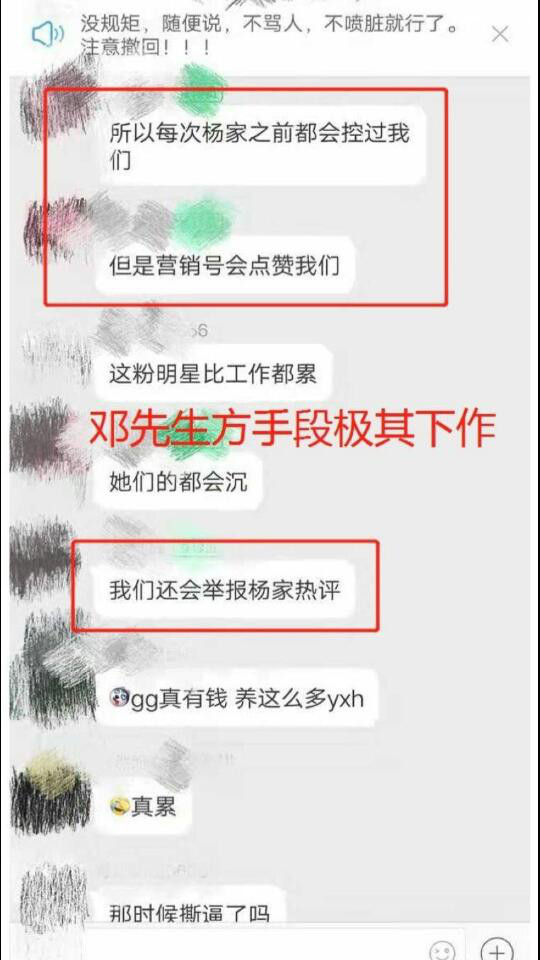 没规矩，随便说，不骂人，不喷脏就行了。
注意撤回！！！
所以每次杨家之前都会控过我
们
但是营销号会点赞我们
这粉明星比工作都累
邓先生方手段极其下作
她们的都会沉
我们还会举报杨家热评
gg真有钱 养这么多yxh
真累
那时候撕逼了吗